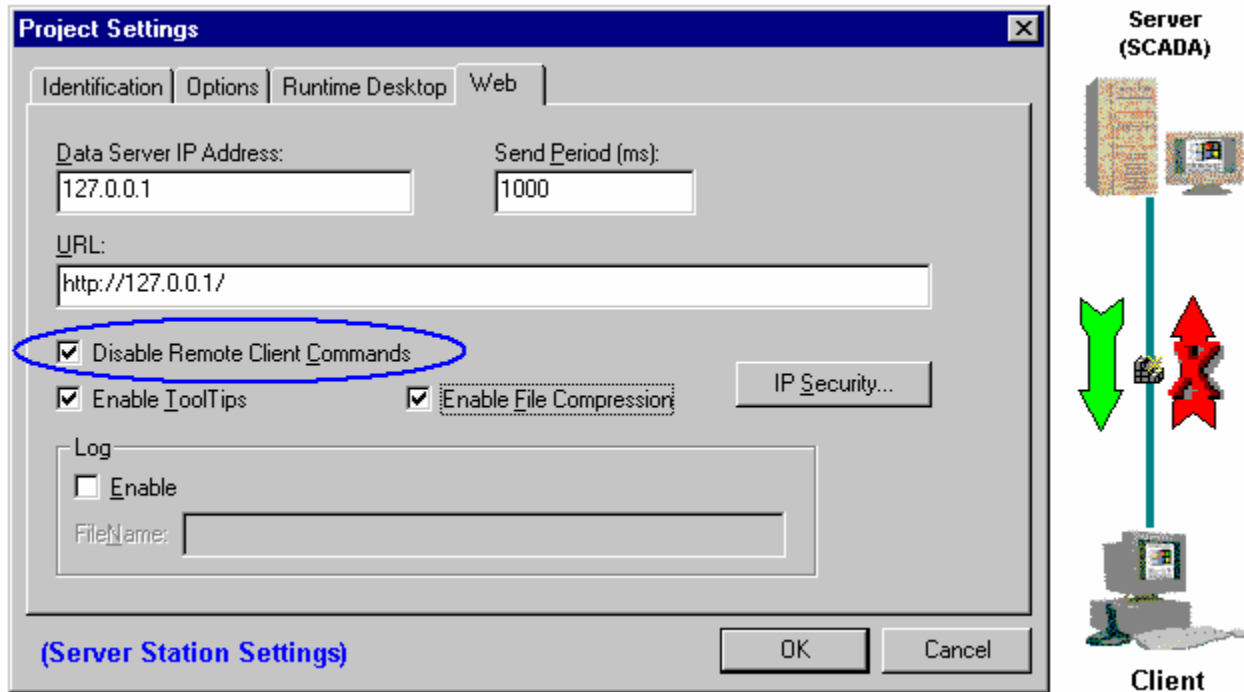 Project Settings
Identification
Options
Runtime Desktop
Web
Data Server IP Address:
Send Period (ms):
127.0.0.1
1000
URL:
http://127.0.0.1/
Disable Remote Client Commands
Enable ToolTips
Enable File Compression
IP Security...
Log
Enable
FileName:
(Server Station Settings)
OK
Cancel
Server
(SCADA)
Client